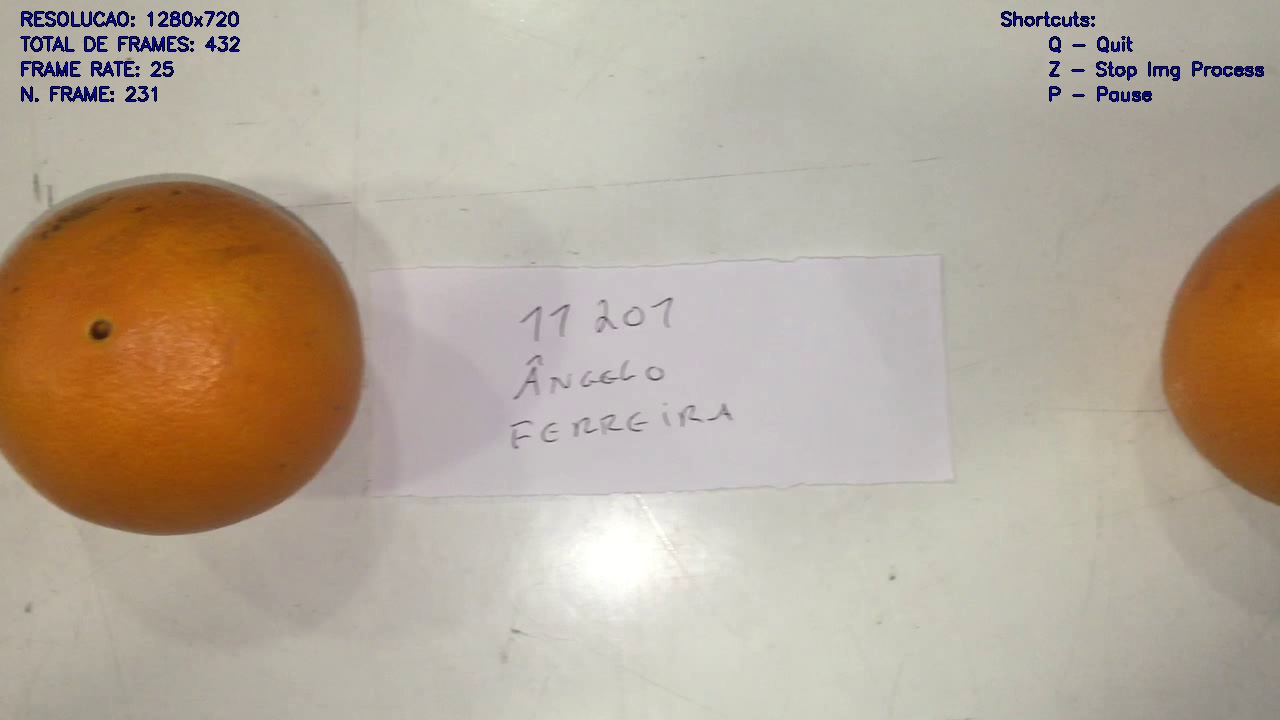 RESOLUCAO: 1280x720
TOTAL DE FRAMES: 432
FRAME RATE: 25
N. FRAME: 231
Shortcuts:
Q - Quit
Z - Stop Img Process
P - Pause
11 201
ÂNGELO
FERREIRA